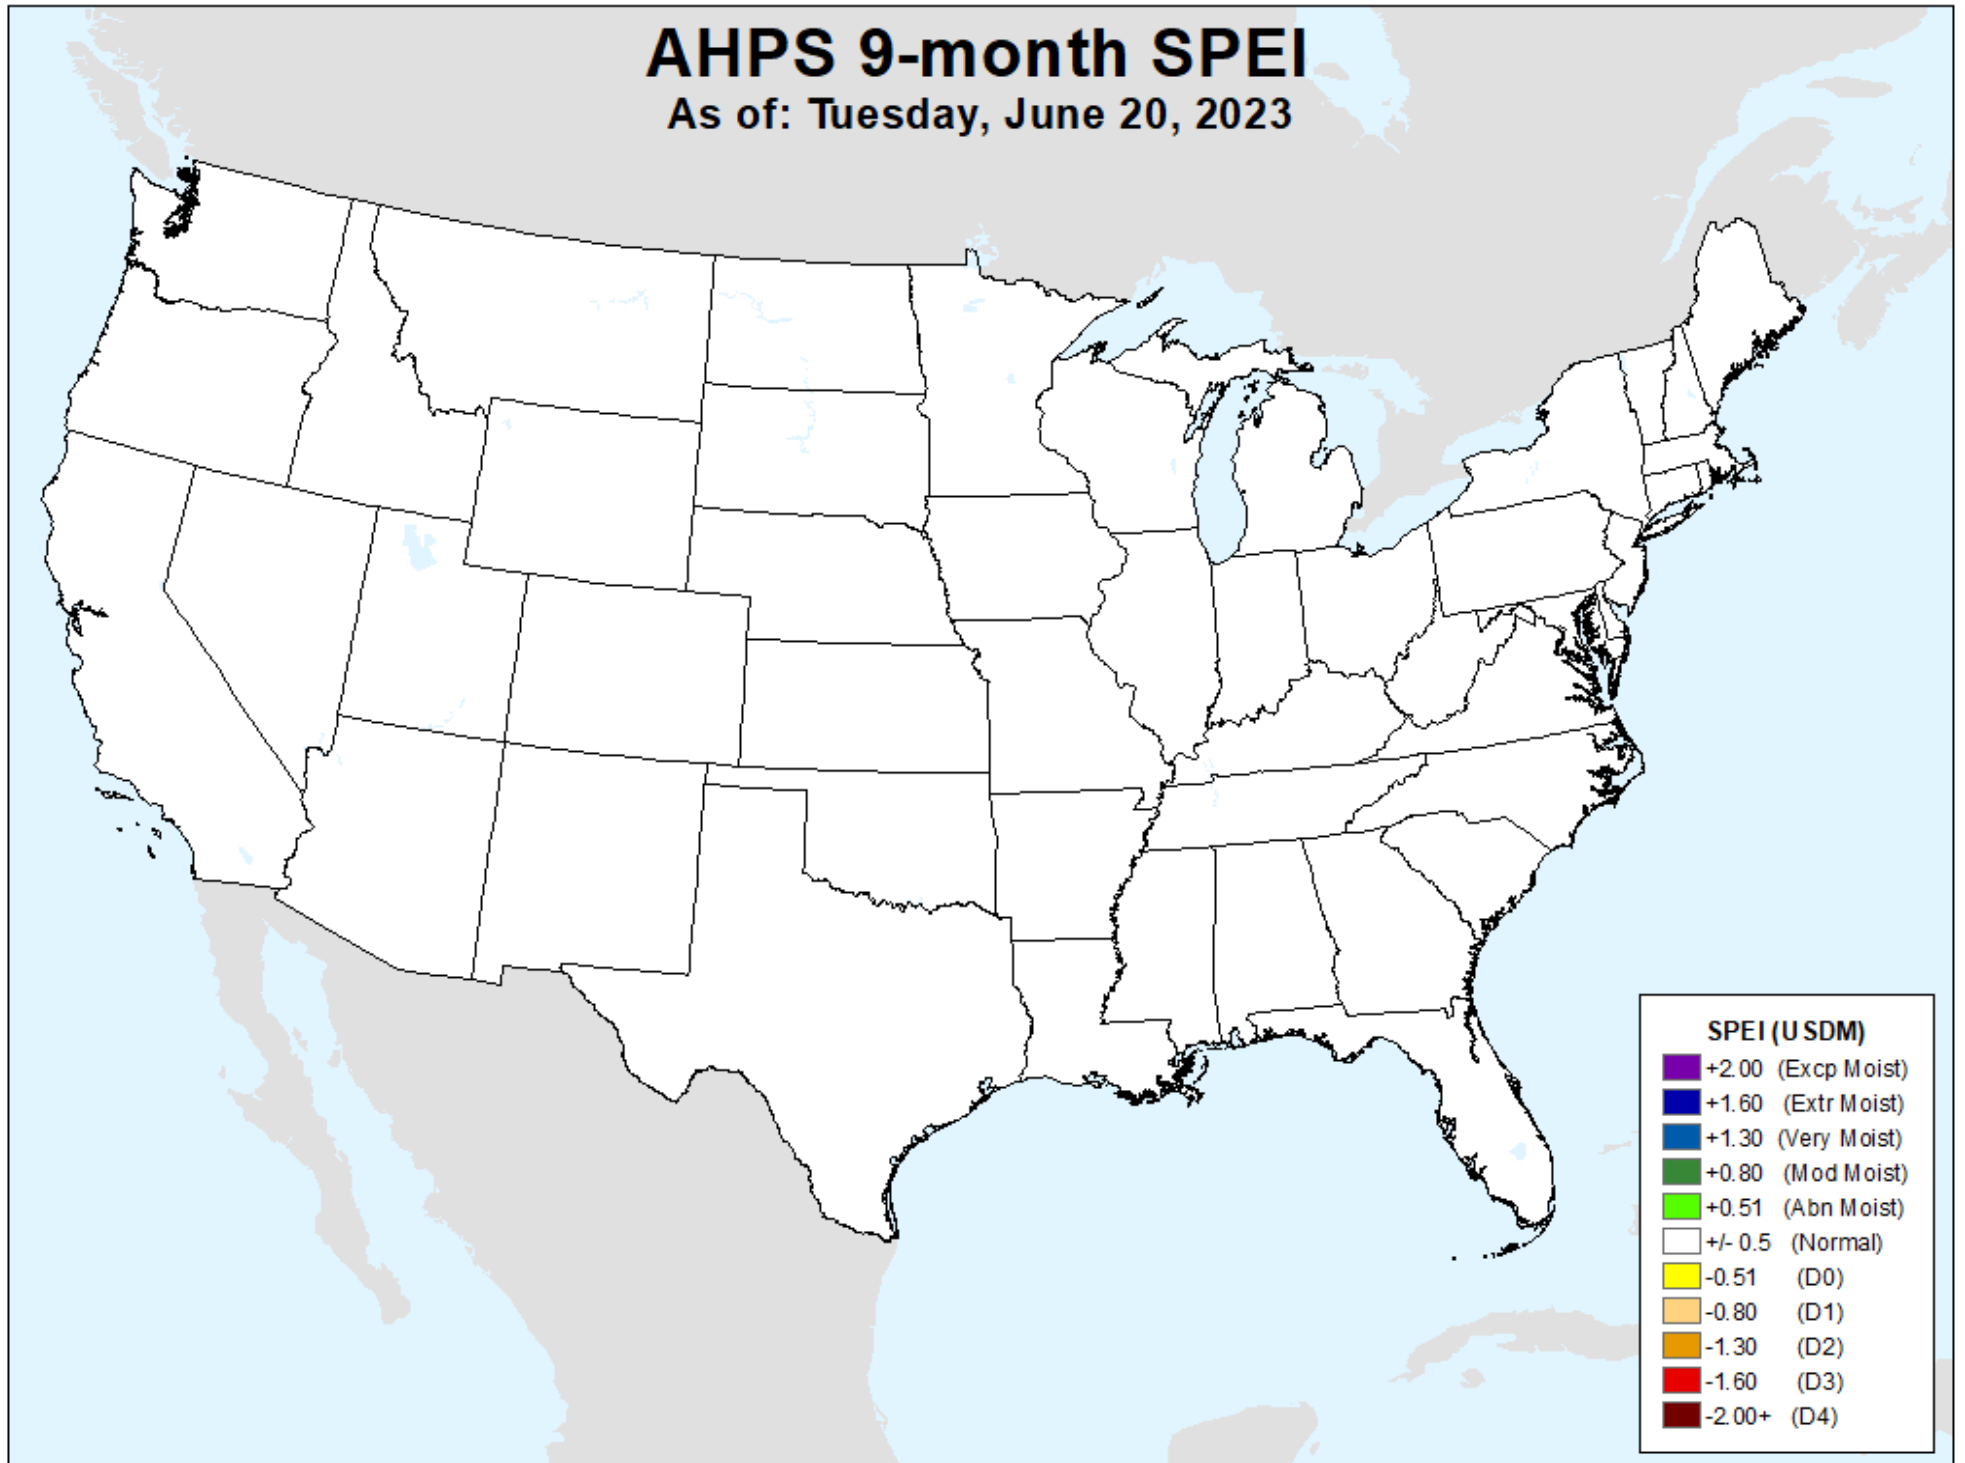 AHPS 9-month SPEI
As of: Tuesday, June 20, 2023
SPEI (USDM)
+2.00 (Excp Moist)
+1.60 (Extr Moist)
+1.30 (Very Moist)
+0.80 (Mod Moist)
+0.51 (Abn Moist)
+/- 0.5 (Normal)
-0.51 (D0)
-0.80 (D1)
-1.30 (D2)
-1.60 (D3)
-2.00+ (D4)